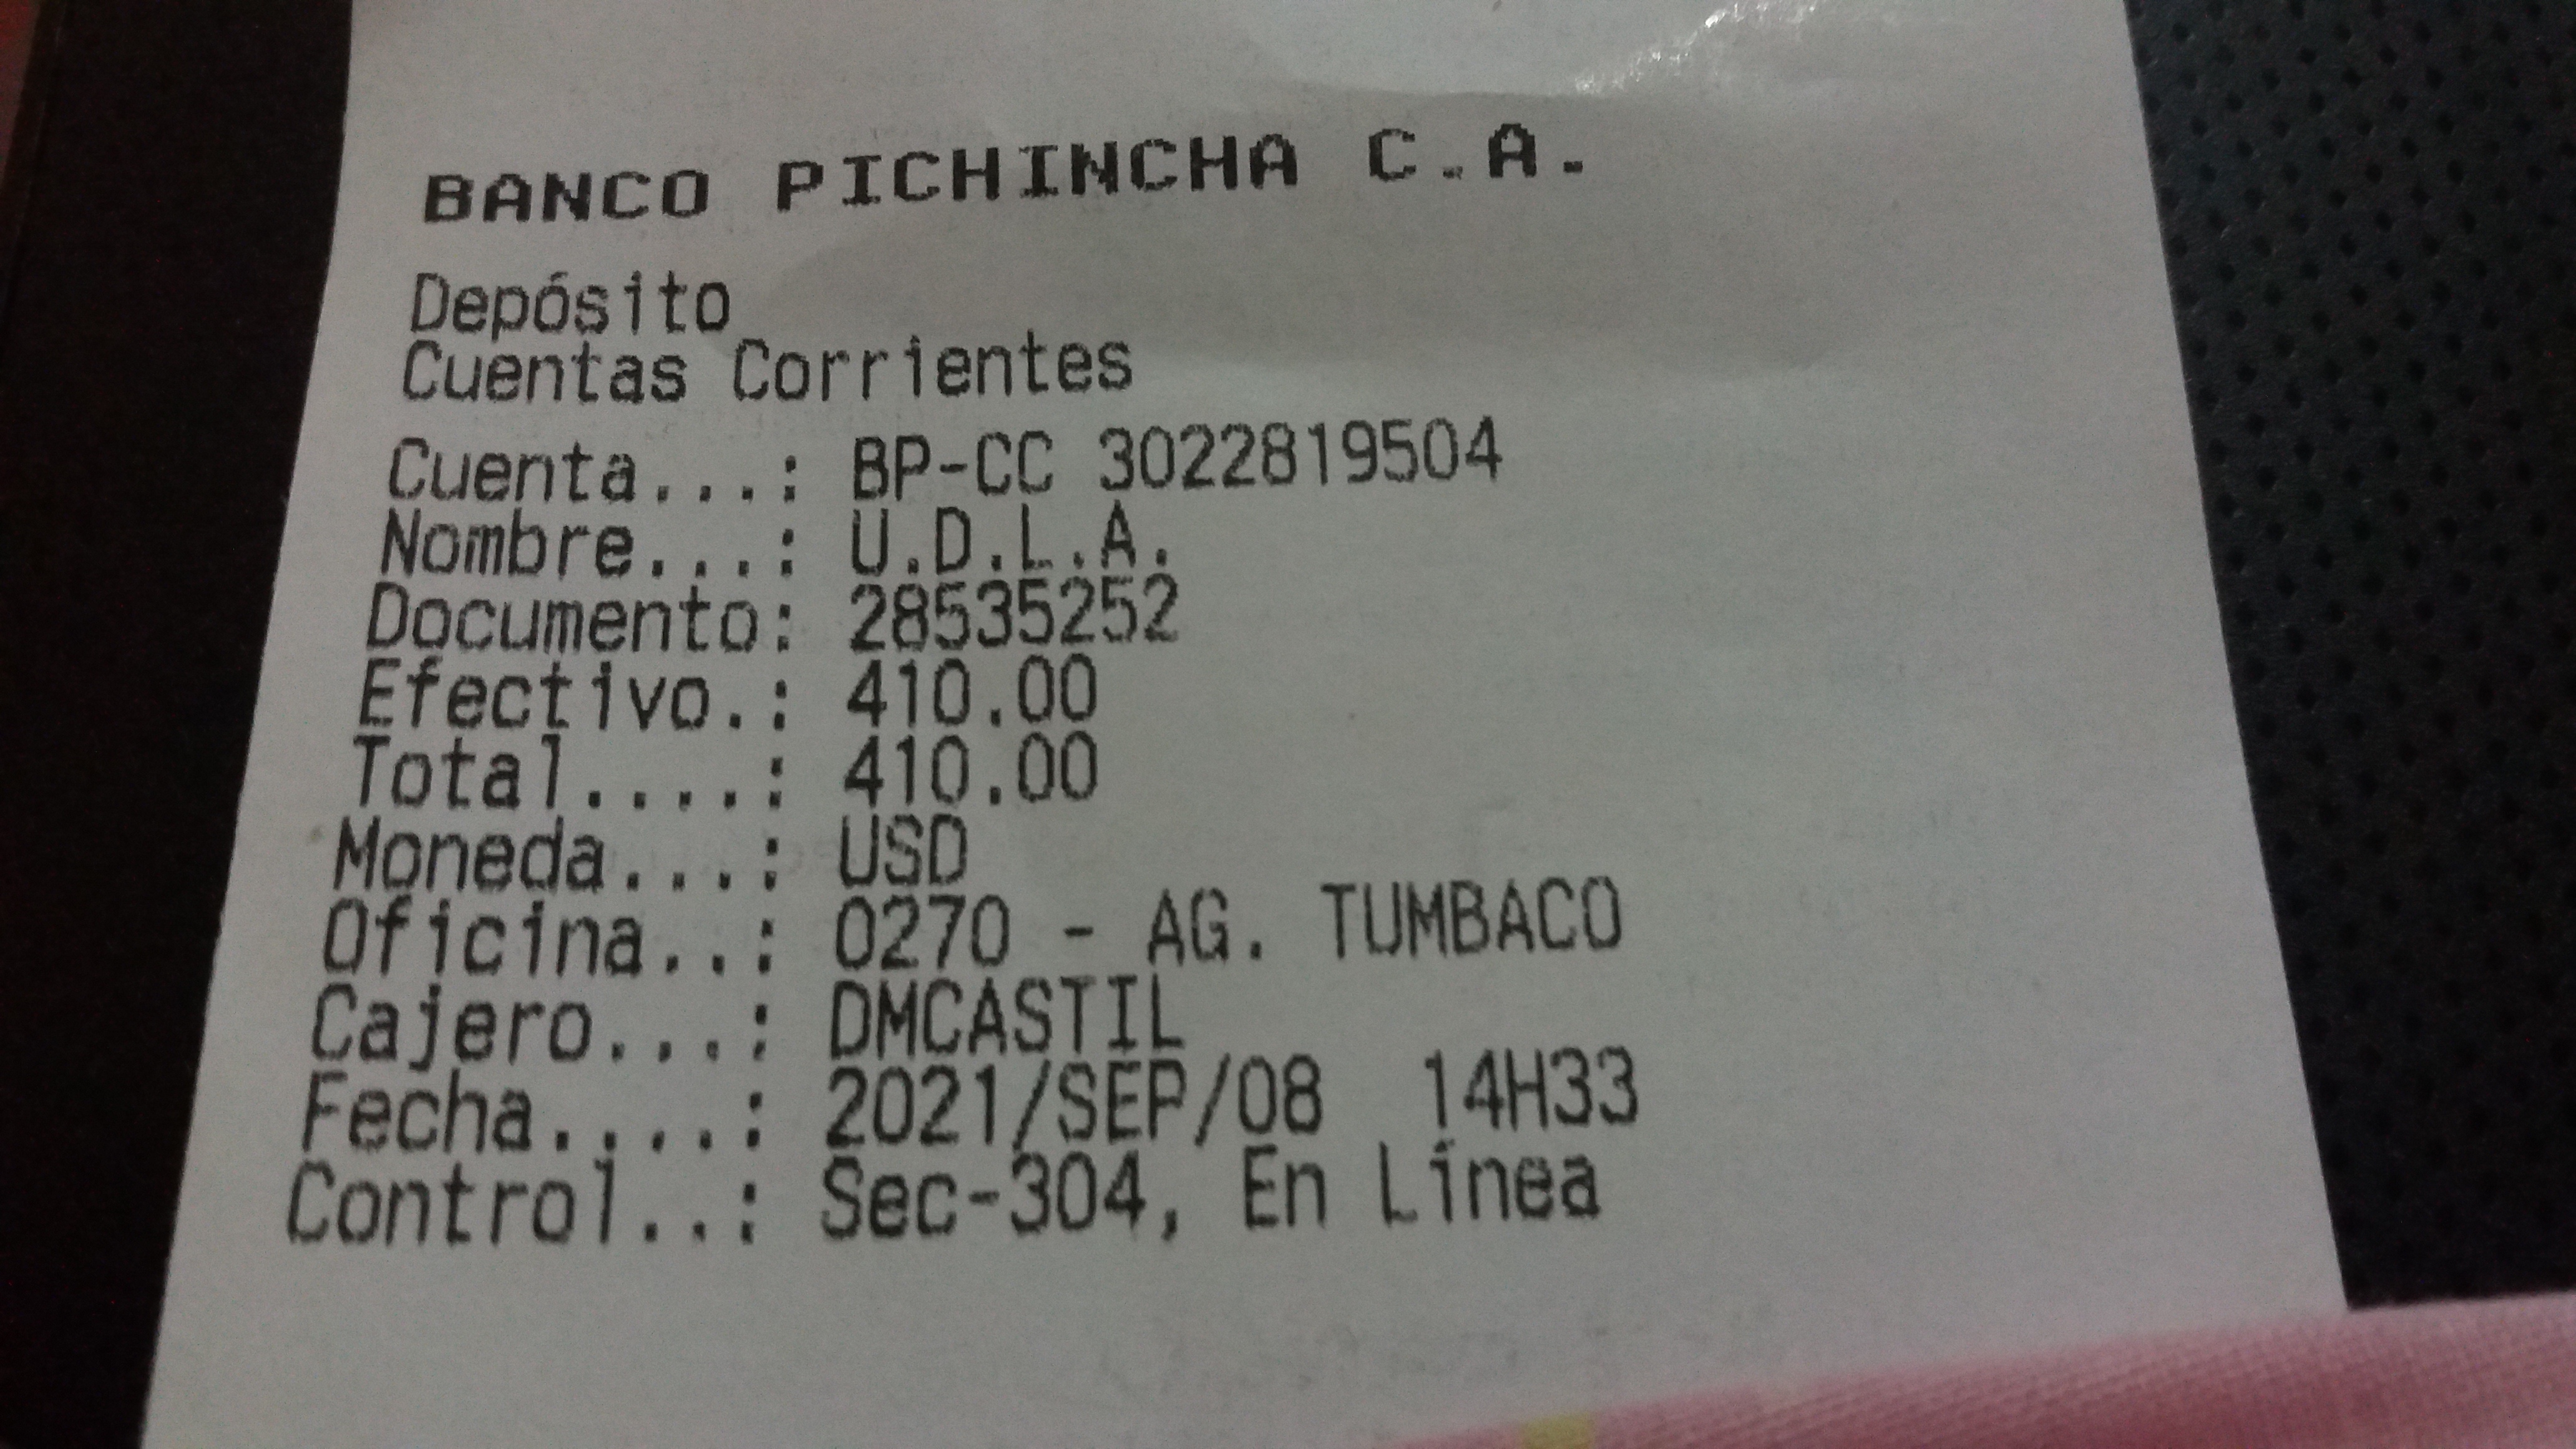 BANCO PICHINCHA C.A.
Depósito
Cuentas Corrientes
Cuenta...: BP-CC 3022819504
Nombre...: U.D.L.A.
Documento: 28535252
Efectivo.: 410.00
Total....: 410.00
Moneda...: USD
Oficina..: 0270 - AG. TUMBACO
Cajero...: DMCASTIL
Fecha....: 2021/SEP/08 14H33
Control..: Sec-304, En Línea